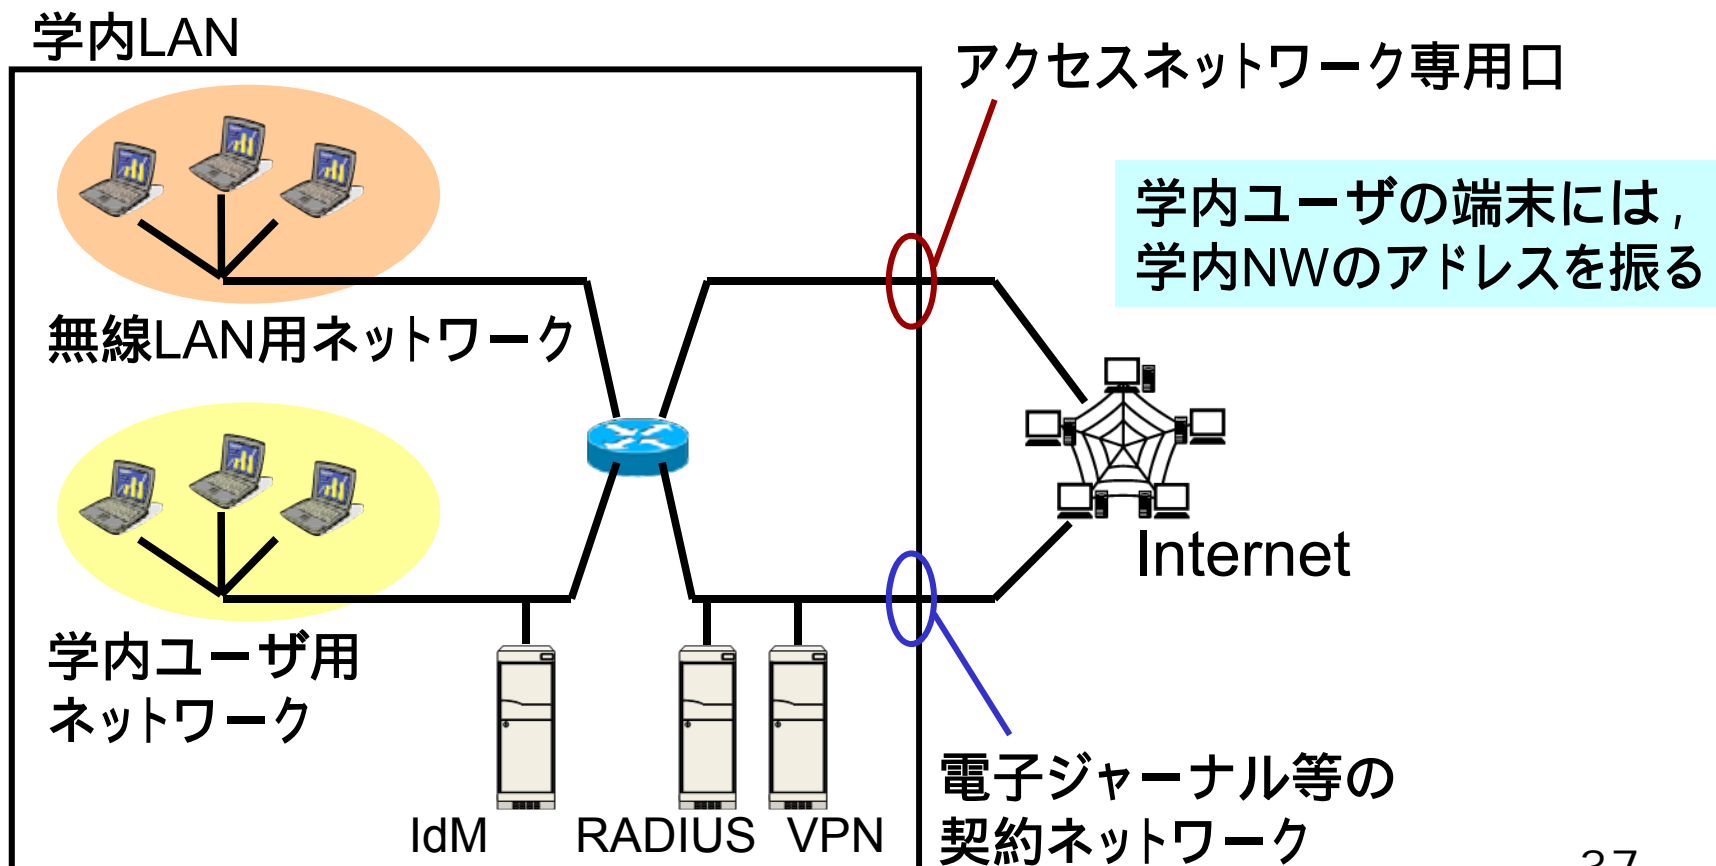 学内LAN
アクセスネットワーク専用口
学内ユーザの端末には，
学内NWのアドレスを振る
無線LAN用ネットワーク
Internet
学内ユーザ用
ネットワーク
IdM
RADIUS
VPN
電子ジャーナル等の
契約ネットワーク
37